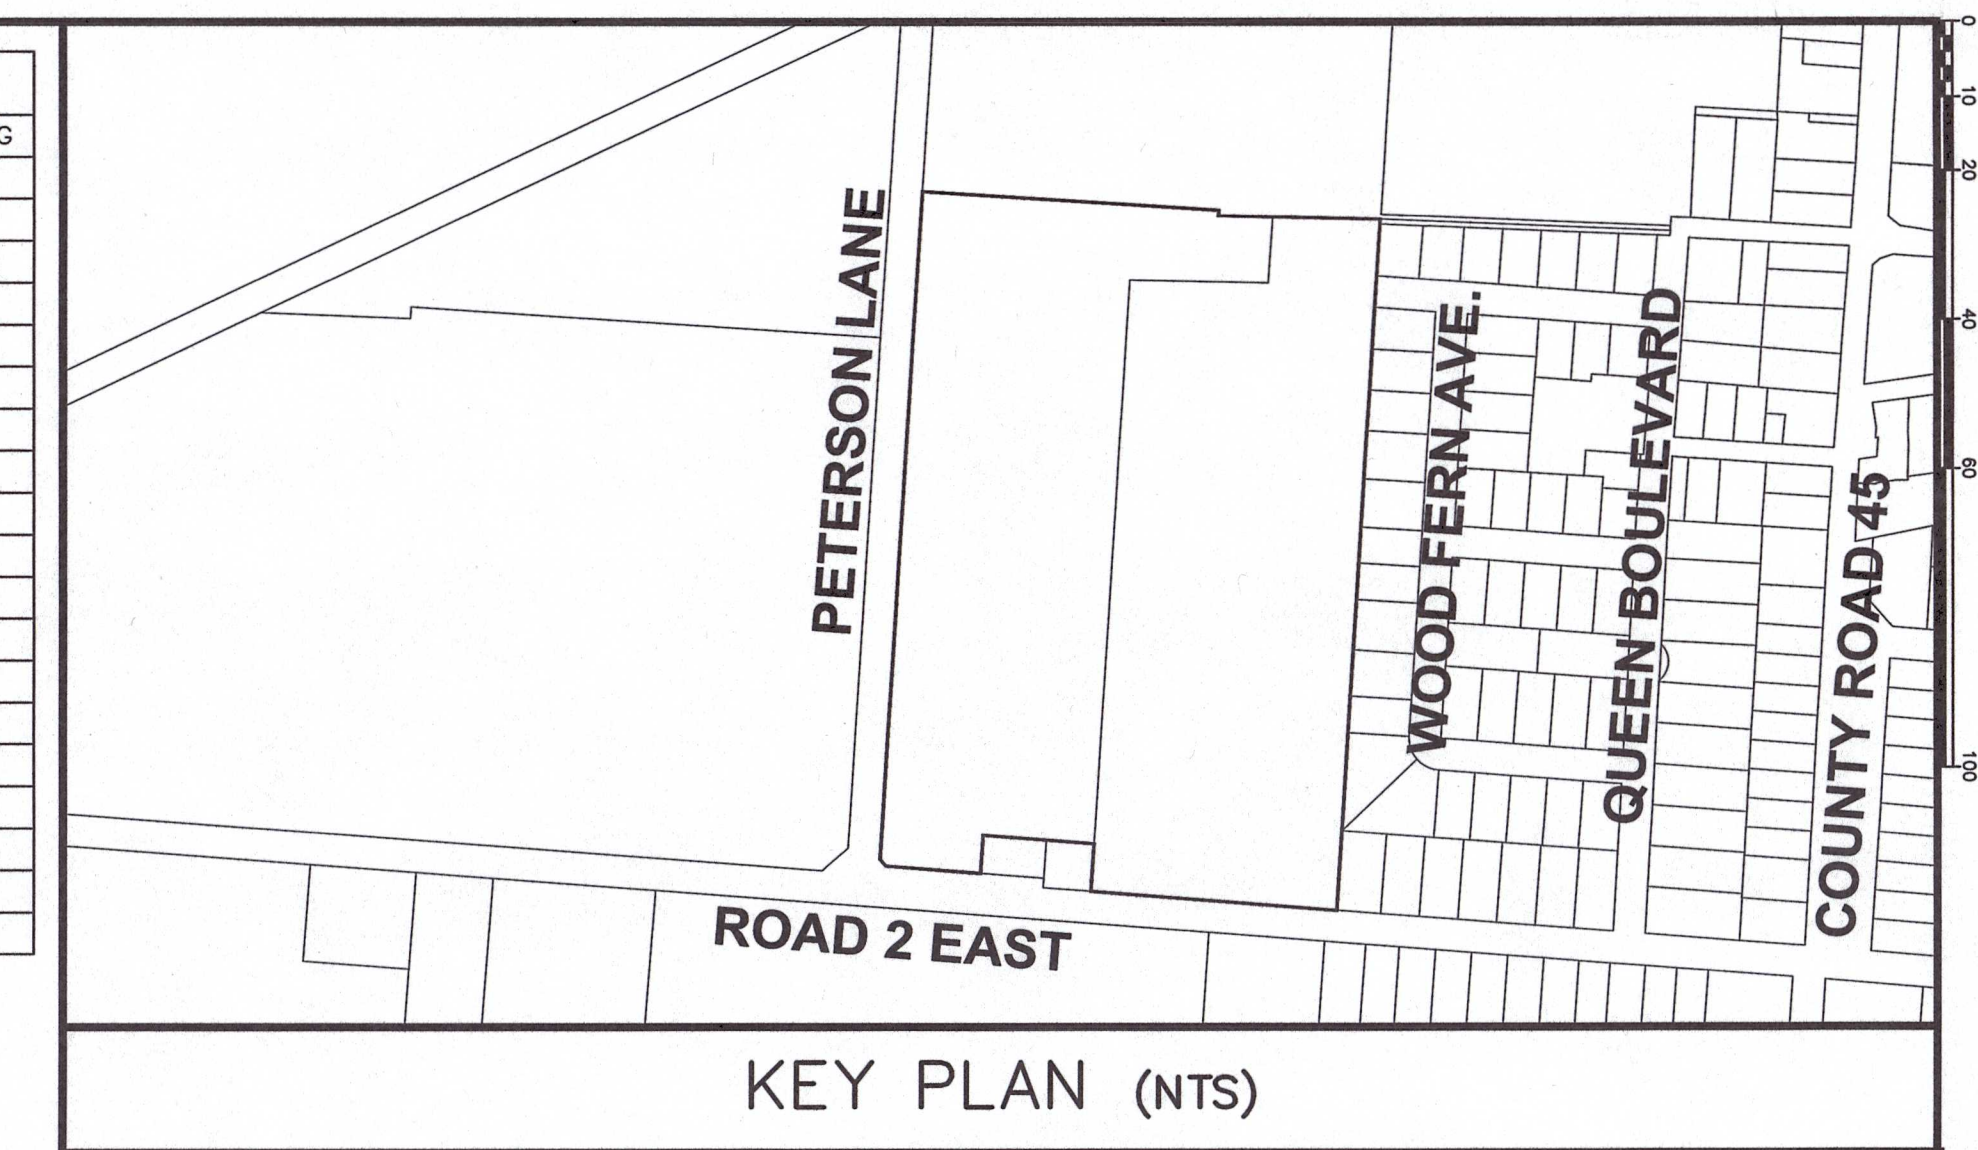 G
0
10
20
40
60
100
PETERSON LANE
WOOD FERN AVE.
QUEEN BOULEVARD
COUNTY ROAD 45
ROAD 2 EAST
KEY PLAN (NTS)